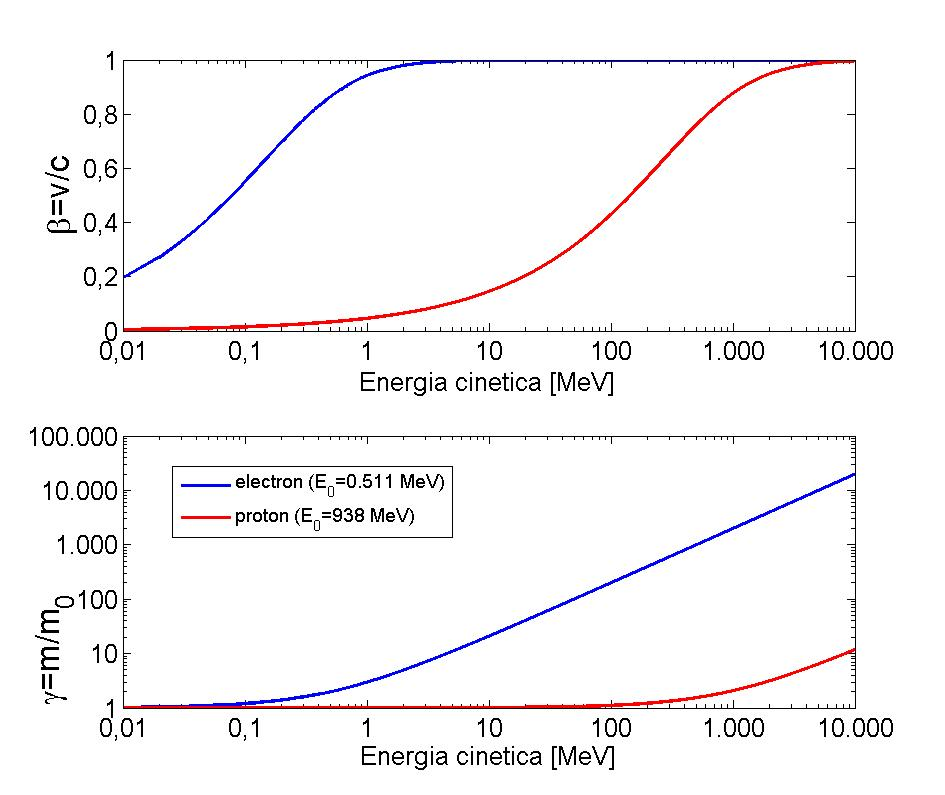 1
0,8
0,6
0,4
0,2
0
β=v/c
0,01 0,1 1 10 100 1.000 10.000
Energia cinetica [MeV]
100.000
10.000
1.000
100
10
1
γ=m/m₀
electron (E₀=0.511 MeV)
proton (E₀=938 MeV)
0,01 0,1 1 10 100 1.000 10.000
Energia cinetica [MeV]